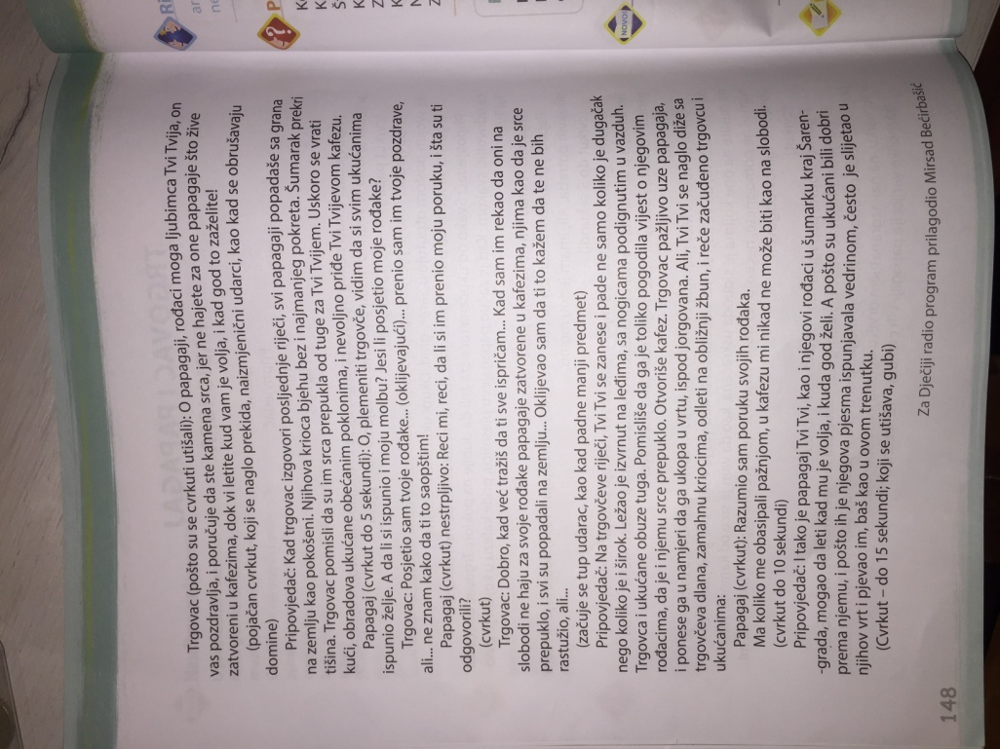 Trgovac (pošto su se cvrkuti utišali): O papagaji, rođaci moga ljubimca Tvi Tvija, on
vas pozdravlja, i poručuje da ste kamena srca, jer ne hajete za one papagaje što žive
zatvoreni u kafezima, dok vi letite kud vam je volja, i kad god to zaželite!
(pojačan cvrkut, koji se naglo prekida, naizmjenični udarci, kao kad se obrušavaju
domine)
Pripovjedač: Kad trgovac izgovori posljednje riječi, svi papagaji popadaše sa grana
na zemlju kao pokošeni. Njihova krioca bjehu bez i najmanjeg pokreta. Šumarak prekri
tišina. Trgovac pomisli da su im srca prepukla od tuge za Tvi Tvijem. Uskoro se vrati
kući, obradova ukućane obećanim poklonima, i nevoljno priđe Tvi Tvijevom kafezu.
Papagaj (cvrkut do 5 sekundi): O, plemeniti trgovče, vidim da si svim ukućanima
ispunio želje. A da li si ispunio i moju molbu? Jesi li posjetio moje rođake?
Trgovac: Posjetio sam tvoje rođake... (oklijevajući)... prenio sam im tvoje pozdrave,
ali... ne znam kako da ti to saopštim!
Papagaj (cvrkut) nestrpljivo: Reci mi, reci, da li si im prenio moju poruku, i šta su ti
odgovorili?
(cvrkut)
Trgovac: Dobro, kad već tražiš da ti sve ispričam... Kad sam im rekao da oni na
slobodi ne haju za svoje rođake papagaje zatvorene u kafezima, njima kao da je srce
prepuklo, i svi su popadali na zemlju... Oklijevao sam da ti to kažem da te ne bih
rastužio, ali...
(začuje se tup udarac, kao kad padne manji predmet)
Pripovjedač: Na trgovčeve riječi, Tvi Tvi se zanese i pade ne samo koliko je dugačak
nego koliko je i širok. Ležao je izvrnut na leđima, sa nogicama podignutim u vazduh.
Trgovca i ukućane obuze tuga. Pomisliše da ga je toliko pogodila vijest o njegovim
rođacima, da je i njemu srce prepuklo. Otvoriše kafez. Trgovac pažljivo uze papagaja,
i ponese ga u namjeri da ga ukopa u vrtu, ispod jorgovana. Ali, Tvi Tvi se naglo diže sa
trgovčeva dlana, zamahnu kriocima, odleti na obližnji žbun, i reče začuđeno trgovcu i
ukućanima:
Papagaj (cvrkut): Razumio sam poruku svojih rođaka.
Ma koliko me obasipali pažnjom, u kafezu mi nikad ne može biti kao na slobodi.
(cvrkut do 10 sekundi)
Pripovjedač: I tako je papagaj Tvi Tvi, kao i njegovi rođaci u šumarku kraj Šaren-
-grada, mogao da leti kad mu je volja, i kuda god želi. A pošto su ukućani bili dobri
prema njemu, i pošto ih je njegova pjesma ispunjavala vedrinom, često je slijetao u
njihov vrt i pjevao im, baš kao u ovom trenutku.
(Cvrkut – do 15 sekundi; koji se utišava, gubi)
Za Dječiji radio program prilagodio Mirsad Bećirbašić
148
NOVO!